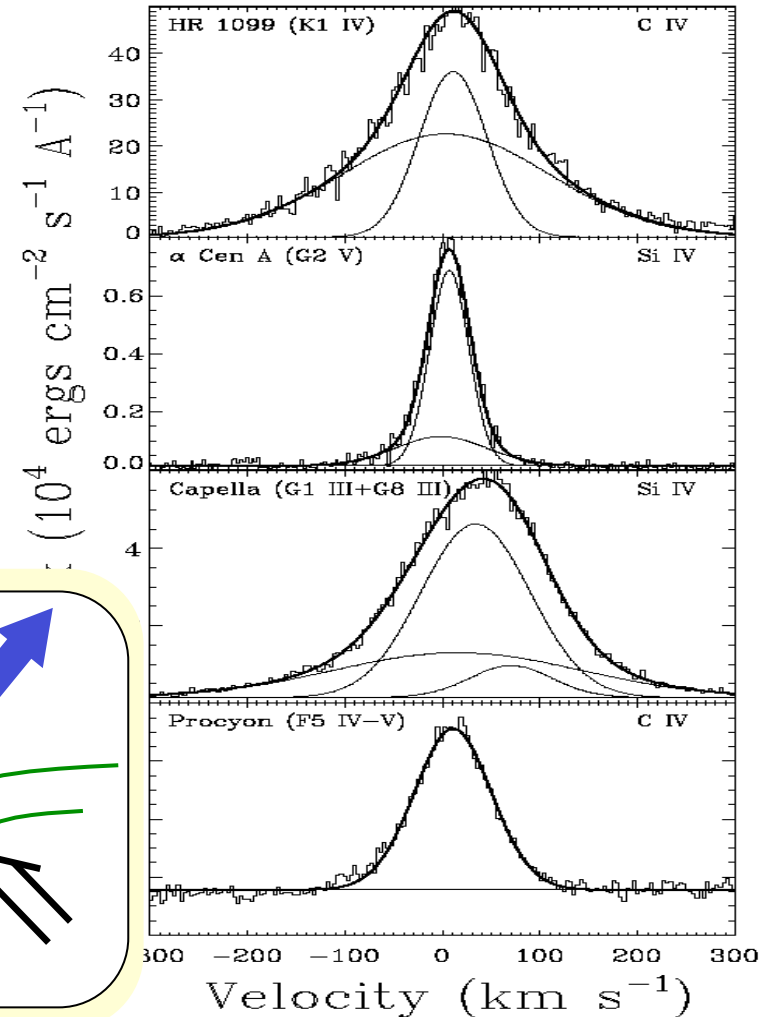 HR 1099 (K1 IV) C IV
40
30
20
10
0
α Cen A (G2 V) Si IV
0.6
0.4
0.2
0.0
Capella (G1 III+G8 III) Si IV
4
Procyon (F5 IV-V) C IV
(10⁴ ergs cm⁻² s⁻¹ A⁻¹)
300 -200 -100 0 100 200 300
Velocity (km s⁻¹)